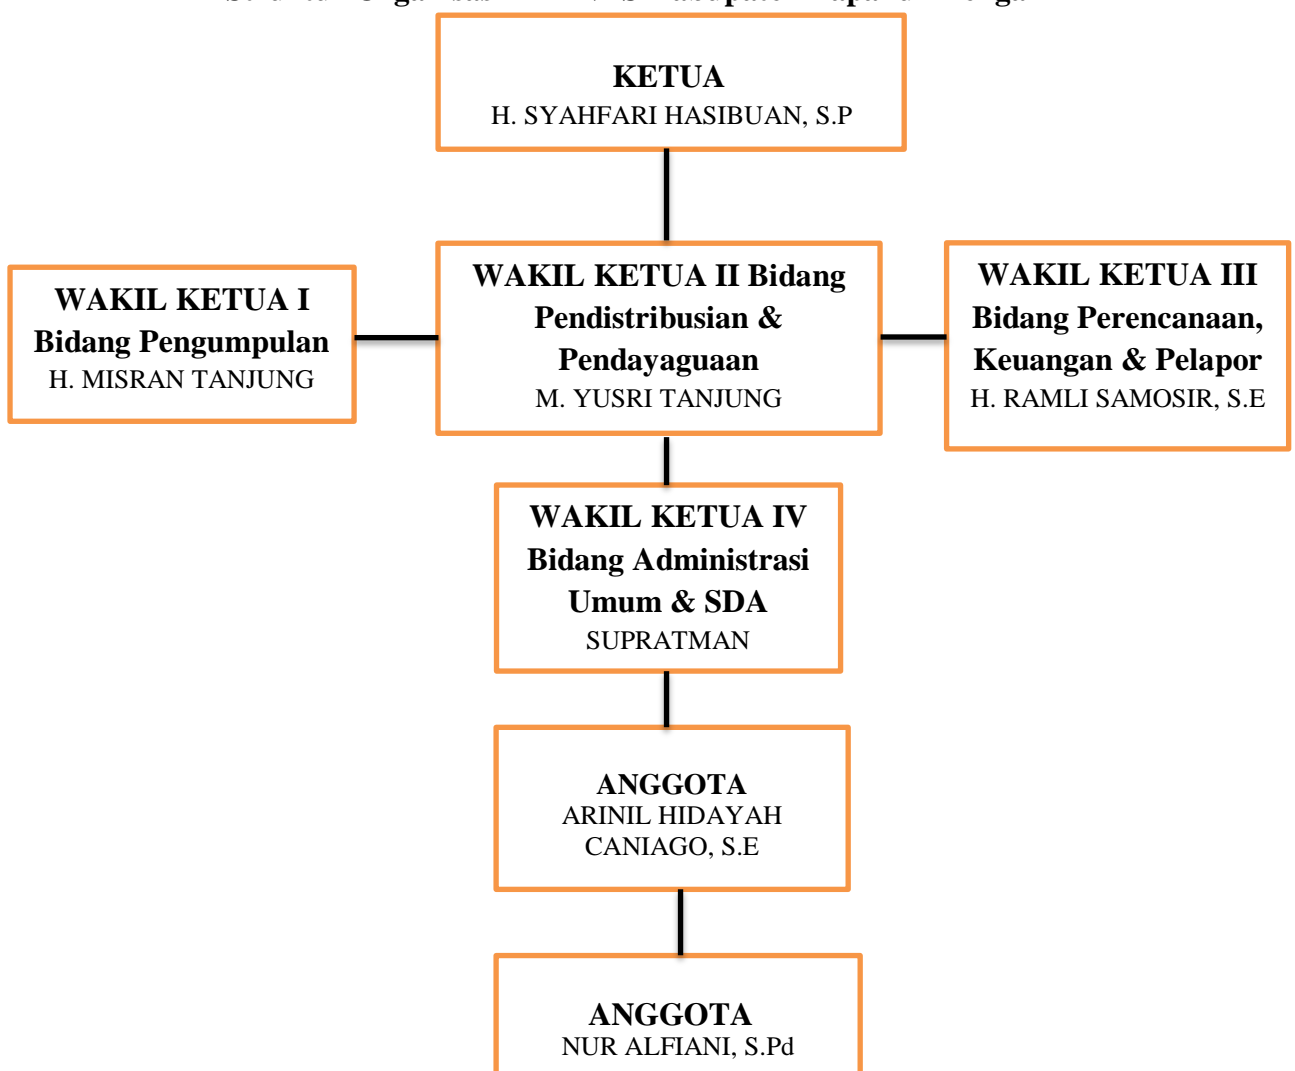 KETUA
H. SYAHFARI HASIBUAN, S.P
WAKIL KETUA I
Bidang Pengumpulan
H. MISRAN TANJUNG
WAKIL KETUA II Bidang
Pendistribusian &
Pendayaguaan
M. YUSRI TANJUNG
WAKIL KETUA III
Bidang Perencanaan,
Keuangan & Pelapor
H. RAMLI SAMOSIR, S.E
WAKIL KETUA IV
Bidang Administrasi
Umum & SDA
SUPRATMAN
ANGGOTA
ARINIL HIDAYAH
CANIAGO, S.E
ANGGOTA
NUR ALFIANI, S.Pd